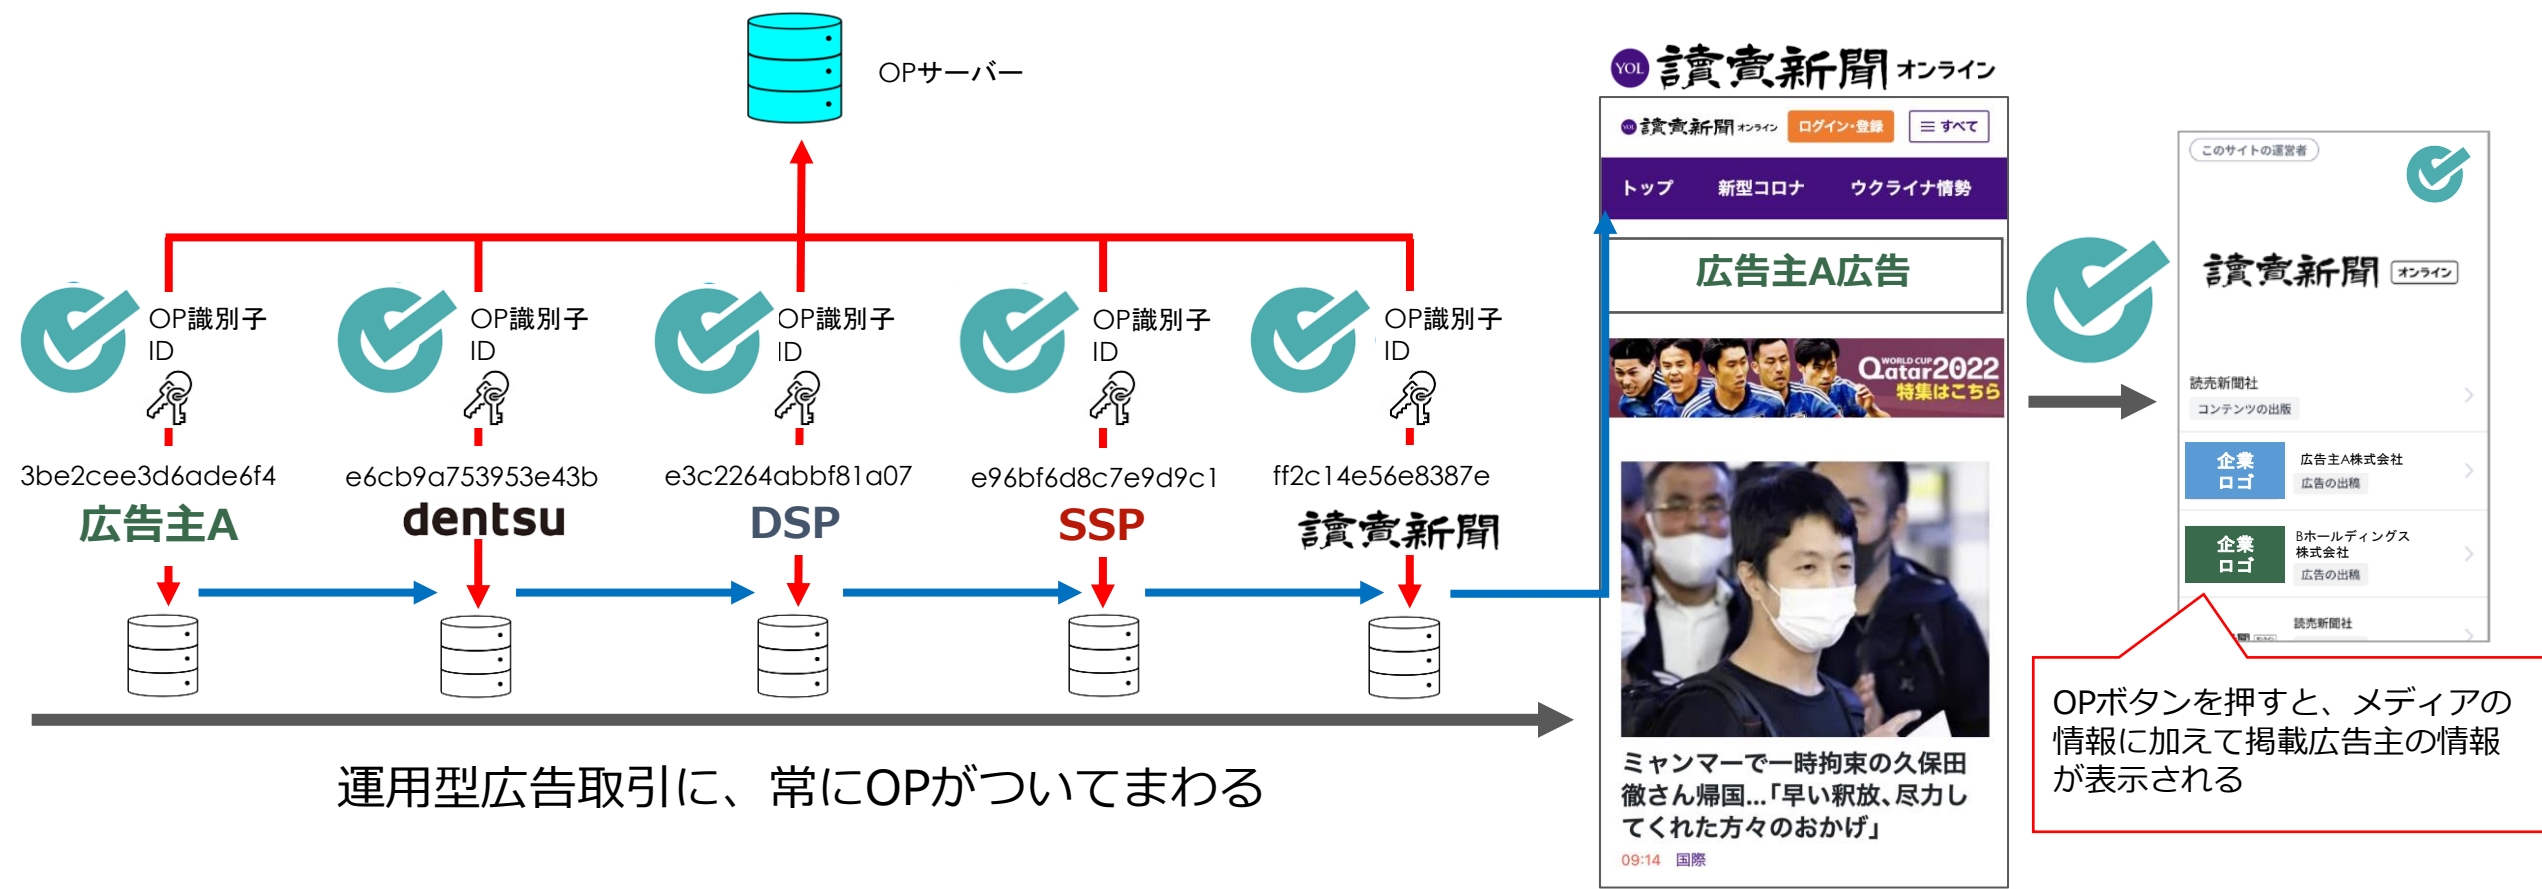 OPサーバー
OP識別子
ID
OP識別子
ID
OP識別子
ID
OP識別子
ID
OP識別子
ID
3be2cee3d6ade6f4
e6cb9a753953e43b
e3c2264abbf81a07
e96bf6d8c7e9d9c1
ff2c14e56e8387e
広告主A
dentsu
DSP
SSP
讀賣新聞
運用型広告取引に、常にOPがついてまわる
YOL 讀賣新聞 オンライン
YOL 讀賣新聞 オンライン ログイン・登録 すべて
トップ 新型コロナ ウクライナ情勢
広告主A広告
WORLD CUP
Qatar2022
特集はこちら
ミャンマーで一時拘束の久保田
徹さん帰国…「早い釈放、尽力し
てくれた方々のおかげ」
09:14 国際
このサイトの運営者
讀賣新聞 オンライン
読売新聞社
コンテンツの出版
企業
ロゴ
広告主A株式会社
広告の出稿
企業
ロゴ
Bホールディングス
株式会社
広告の出稿
読売新聞社
OPボタンを押すと、メディアの
情報に加えて掲載広告主の情報
が表示される